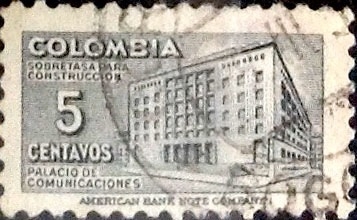 COLOMBIA
SOBRETASA PARA
CONSTRUCCION
5
CENTAVOS
PALACIO DE
COMUNICACIONES
AMERICAN BANK NOTE COMPANY